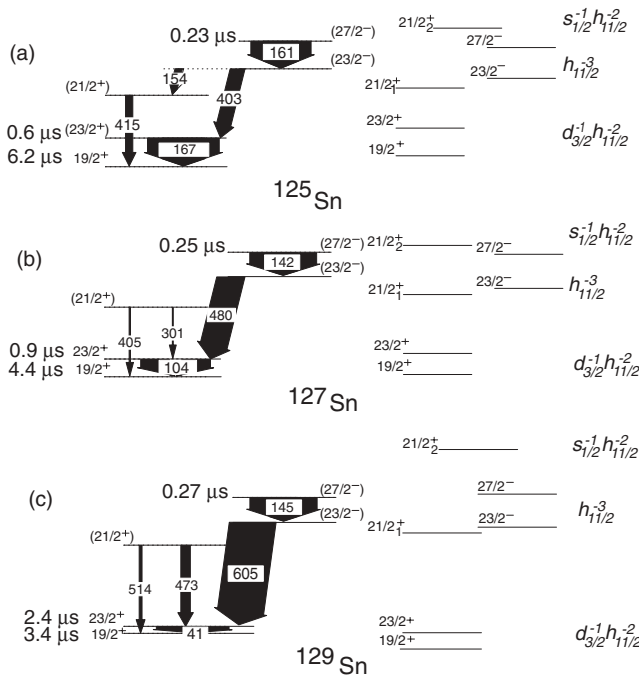 (a)
0.23 μs
(27/2⁻)
161
(23/2⁻)
154
(21/2⁺)
403
415
0.6 μs
(23/2⁺)
167
6.2 μs
19/2⁺
¹²⁵Sn
21/2⁺₂
27/2⁻
23/2⁻
21/2⁺₁
23/2⁺
19/2⁺
s⁻¹₁/₂h⁻²₁₁/₂
h⁻³₁₁/₂
d⁻¹₃/₂h⁻²₁₁/₂
(b)
0.25 μs
(27/2⁻)
142
(23/2⁻)
(21/2⁺)
480
405
301
0.9 μs
23/2⁺
104
4.4 μs
19/2⁺
¹²⁷Sn
21/2⁺₂
27/2⁻
23/2⁻
21/2⁺₁
23/2⁺
19/2⁺
s⁻¹₁/₂h⁻²₁₁/₂
h⁻³₁₁/₂
d⁻¹₃/₂h⁻²₁₁/₂
(c)
0.27 μs
(27/2⁻)
145
(23/2⁻)
(21/2⁺)
605
514
473
2.4 μs
23/2⁺
41
3.4 μs
19/2⁺
¹²⁹Sn
21/2⁺₂
27/2⁻
23/2⁻
21/2⁺₁
23/2⁺
19/2⁺
s⁻¹₁/₂h⁻²₁₁/₂
h⁻³₁₁/₂
d⁻¹₃/₂h⁻²₁₁/₂